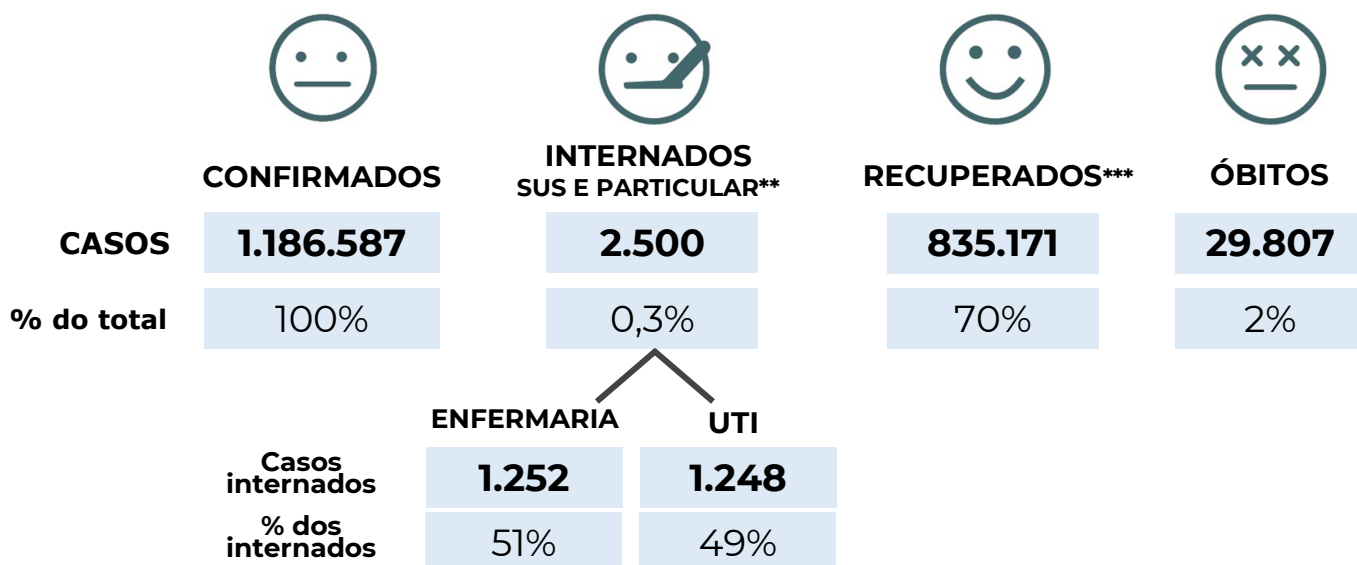 CONFIRMADOS
INTERNADOS
SUS E PARTICULAR**
RECUPERADOS***
ÓBITOS
CASOS 1.186.587 2.500 835.171 29.807
% do total 100% 0,3% 70% 2%
ENFERMARIA UTI
Casos
internados
1.252 1.248
% dos
internados
51% 49%